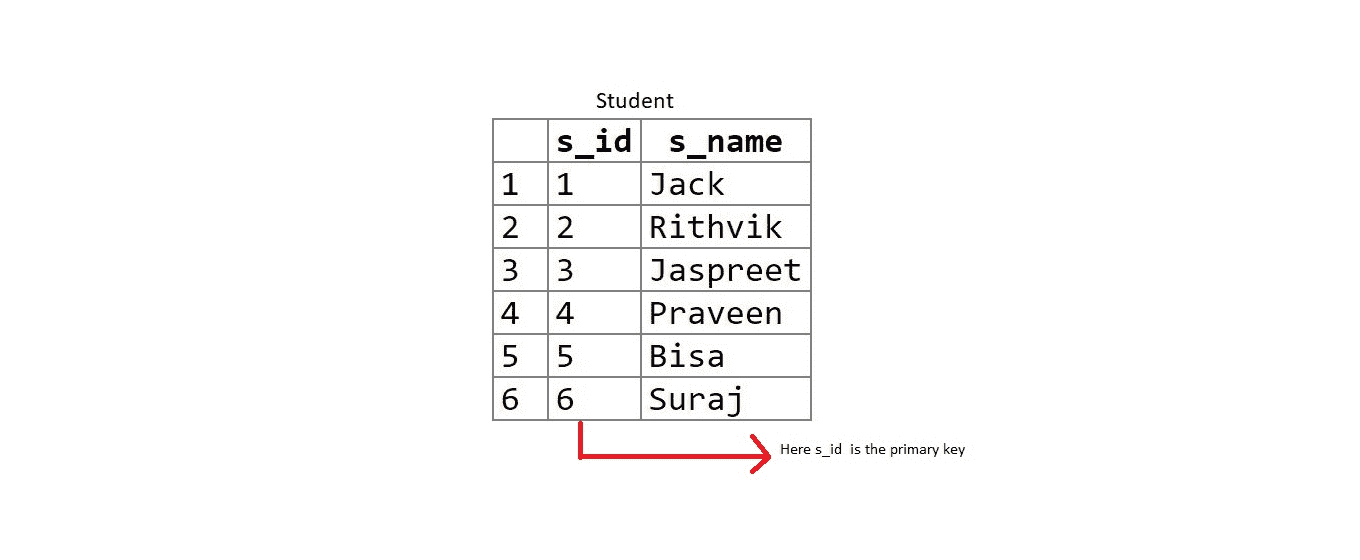 Student
s_id s_name
1 1 Jack
2 2 Rithvik
3 3 Jaspreet
4 4 Praveen
5 5 Bisa
6 6 Suraj
Here s_id is the primary key